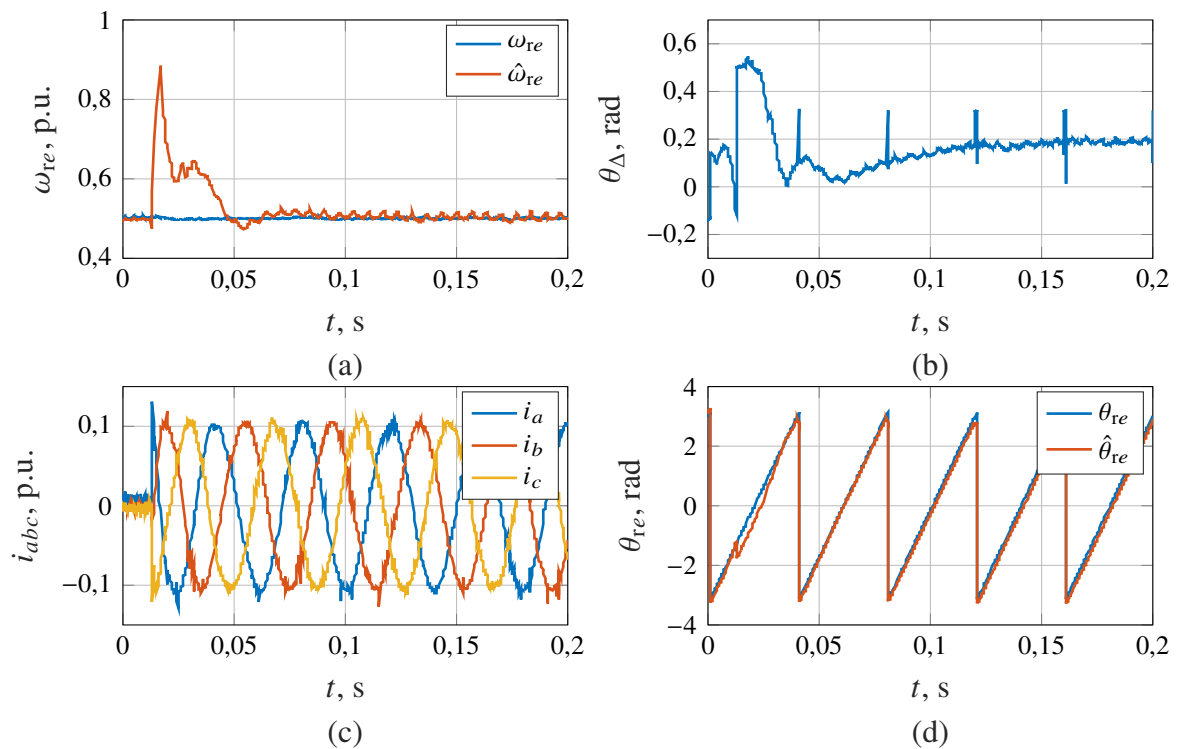 1
0,8
0,6
0,4
0 0,05 0,1 0,15 0,2
ω_re, p.u.
t, s
ω_re
ω̂_re
(a)
0,6
0,4
0,2
0
−0,2
0 0,05 0,1 0,15 0,2
θ_Δ, rad
t, s
(b)
0,1
0
−0,1
0 0,05 0,1 0,15 0,2
i_abc, p.u.
t, s
i_a
i_b
i_c
(c)
4
2
0
−2
−4
0 0,05 0,1 0,15 0,2
θ_re, rad
t, s
θ_re
θ̂_re
(d)